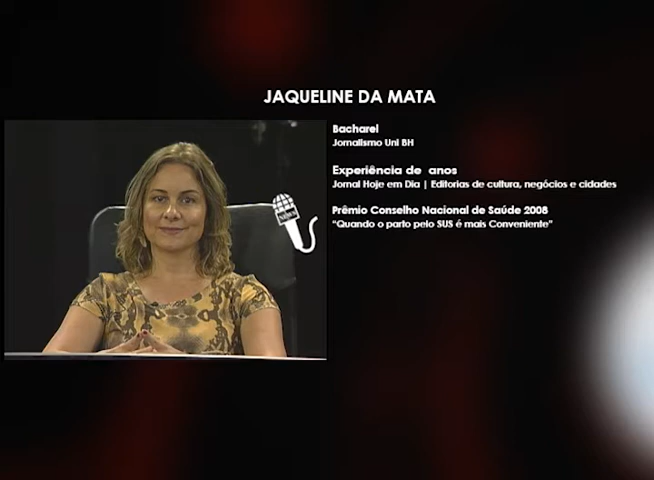 JAQUELINE DA MATA
Bacharel
Jornalismo Uni BH
Experiência de anos
Jornal Hoje em Dia | Editorias de cultura, negócios e cidades
Prêmio Conselho Nacional de Saúde 2008
“Quando o parto pelo SUS é mais Conveniente”